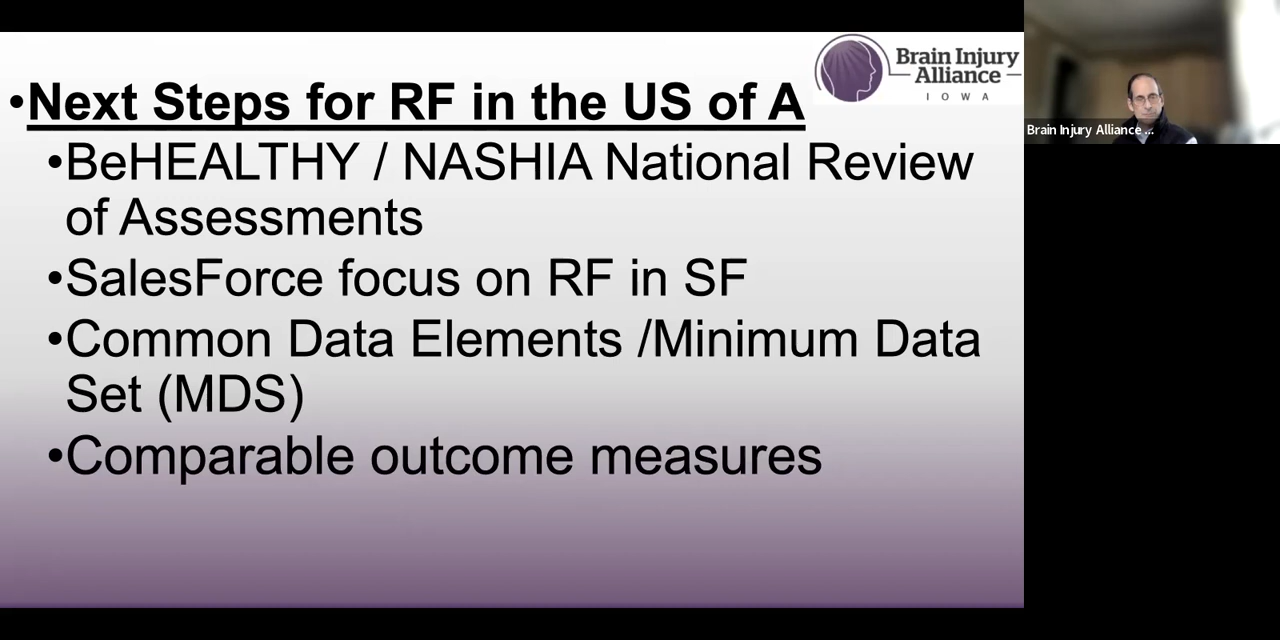 •Next Steps for RF in the US of A
Brain Injury
Alliance
IOWA
•BeHEALTHY / NASHIA National Review
of Assessments
•SalesForce focus on RF in SF
•Common Data Elements /Minimum Data
Set (MDS)
•Comparable outcome measures
Brain Injury Alliance ...